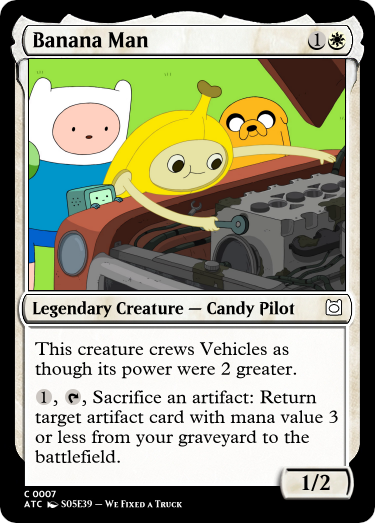 Banana Man 1
Legendary Creature — Candy Pilot
This creature crews Vehicles as
though its power were 2 greater.
1, , Sacrifice an artifact: Return
target artifact card with mana value 3
or less from your graveyard to the
battlefield.
1/2
C 0007
ATC S05E39 — We Fixed a Truck